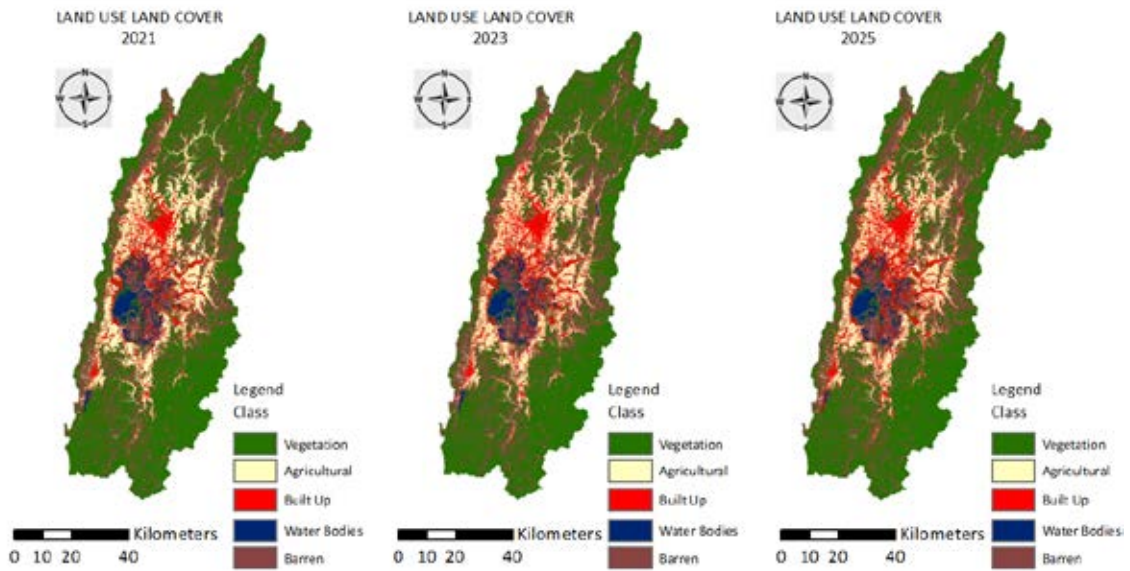 LAND USE LAND COVER
2021
N
W E
S
Legend
Class
Vegetation
Agricultural
Built Up
Water Bodies
Barren
Kilometers
0 10 20 40
LAND USE LAND COVER
2023
N
W E
S
Legend
Class
Vegetation
Agricultural
Built Up
Water Bodies
Barren
Kilometers
0 10 20 40
LAND USE LAND COVER
2025
N
W E
S
Legend
Class
Vegetation
Agricultural
Built Up
Water Bodies
Barren
Kilometers
0 10 20 40